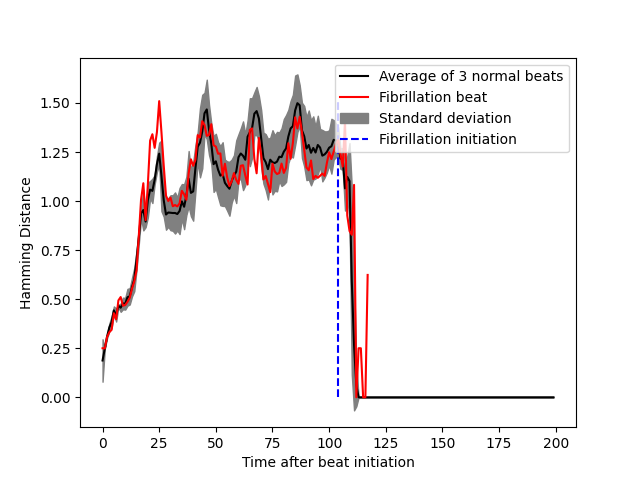 Average of 3 normal beats
Fibrillation beat
Standard deviation
Fibrillation initiation
Hamming Distance
1.50
1.25
1.00
0.75
0.50
0.25
0.00
0 25 50 75 100 125 150 175 200
Time after beat initiation